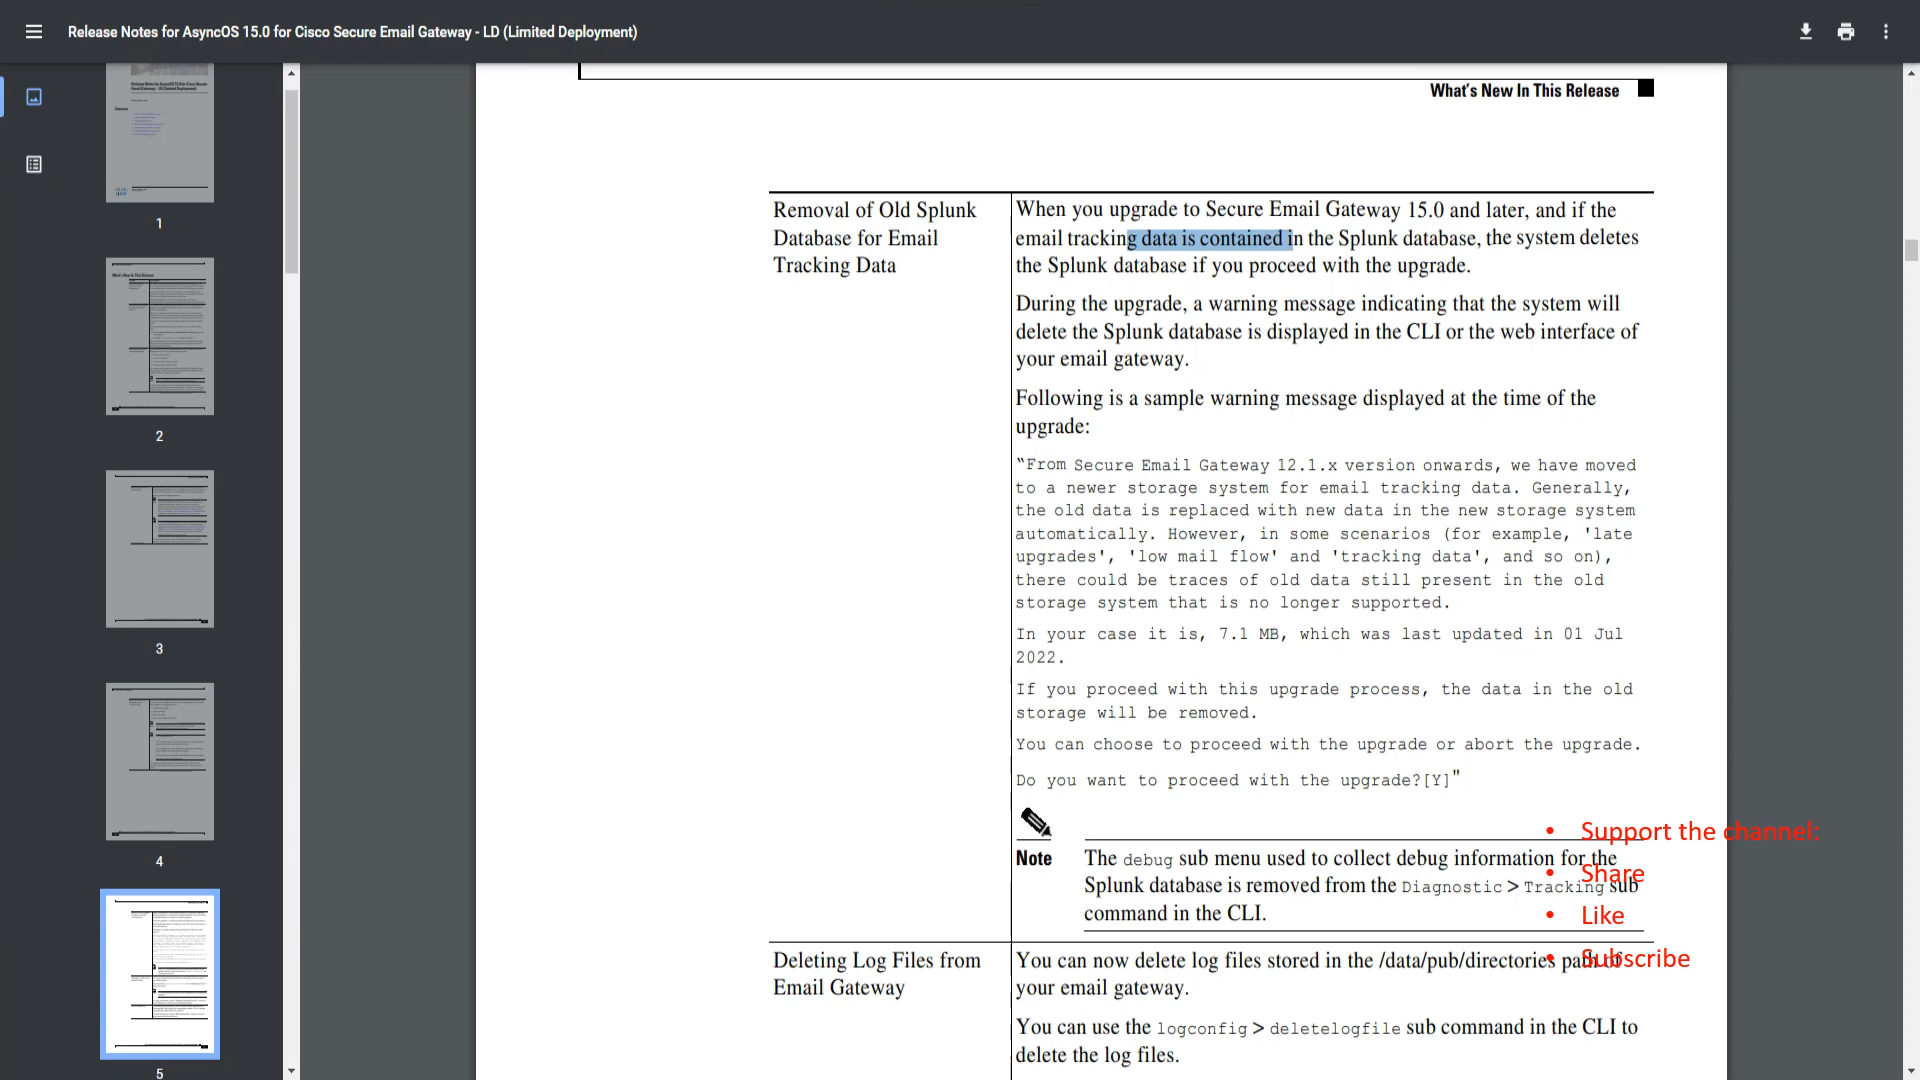 Release Notes for AsyncOS 15.0 for Cisco Secure Email Gateway - LD (Limited Deployment)
1
2
3
4
5
What's New In This Release
Removal of Old Splunk
Database for Email
Tracking Data
When you upgrade to Secure Email Gateway 15.0 and later, and if the
email tracking data is contained in the Splunk database, the system deletes
the Splunk database if you proceed with the upgrade.
During the upgrade, a warning message indicating that the system will
delete the Splunk database is displayed in the CLI or the web interface of
your email gateway.
Following is a sample warning message displayed at the time of the
upgrade:
“From Secure Email Gateway 12.1.x version onwards, we have moved
to a newer storage system for email tracking data. Generally,
the old data is replaced with new data in the new storage system
automatically. However, in some scenarios (for example, 'late
upgrades', 'low mail flow' and 'tracking data', and so on),
there could be traces of old data still present in the old
storage system that is no longer supported.
In your case it is, 7.1 MB, which was last updated in 01 Jul
2022.
If you proceed with this upgrade process, the data in the old
storage will be removed.
You can choose to proceed with the upgrade or abort the upgrade.
Do you want to proceed with the upgrade?[Y]"
Note
The debug sub menu used to collect debug information for the
Splunk database is removed from the Diagnostic > Tracking sub
command in the CLI.
Deleting Log Files from
Email Gateway
You can now delete log files stored in the /data/pub/directories path of
your email gateway.
You can use the logconfig > deletelogfile sub command in the CLI to
delete the log files.
• Support the channel:
• Share
• Like
• Subscribe